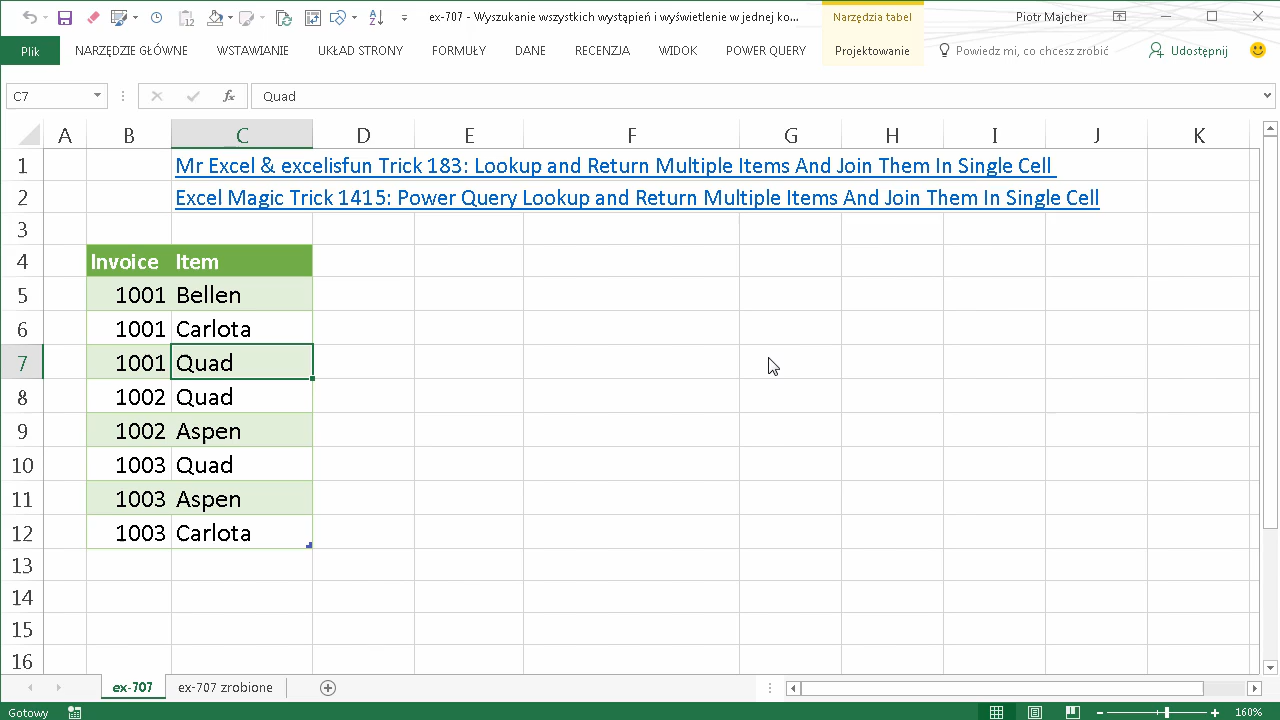 ex-707 - Wyszukanie wszystkich wystąpień i wyświetlenie w jednej ko...
Narzędzia tabel
Piotr Majcher
Plik
NARZĘDZIE GŁÓWNE
WSTAWIANIE
UKŁAD STRONY
FORMUŁY
DANE
RECENZJA
WIDOK
POWER QUERY
Projektowanie
Powiedz mi, co chcesz zrobić
Udostępnij
C7
fx
Quad
A B C D E F G H I J K
1 Mr Excel & excelisfun Trick 183: Lookup and Return Multiple Items And Join Them In Single Cell
2 Excel Magic Trick 1415: Power Query Lookup and Return Multiple Items And Join Them In Single Cell
3
4 Invoice Item
5 1001 Bellen
6 1001 Carlota
7 1001 Quad
8 1002 Quad
9 1002 Aspen
10 1003 Quad
11 1003 Aspen
12 1003 Carlota
13
14
15
16
ex-707
ex-707 zrobione
Gotowy
160%